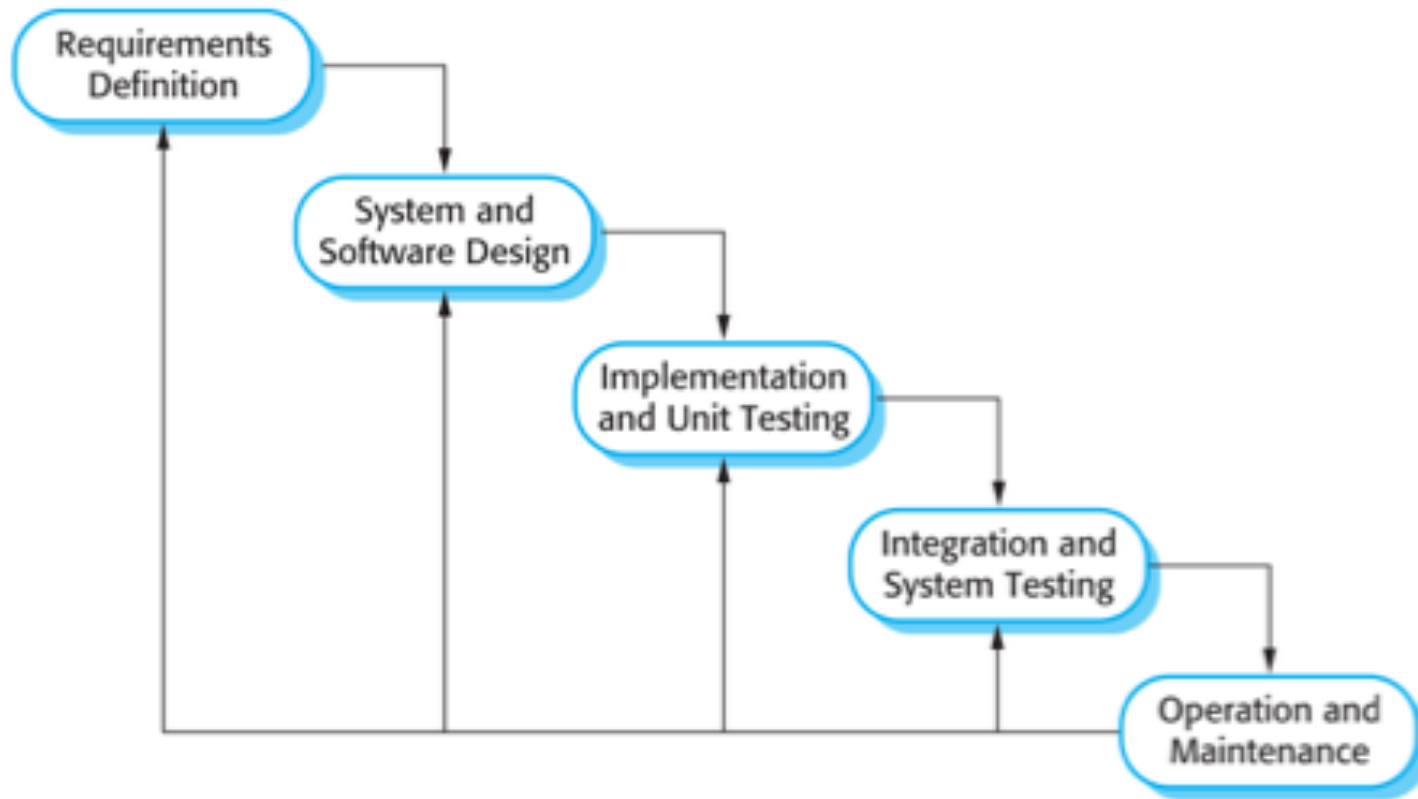 Requirements
Definition
System and
Software Design
Implementation
and Unit Testing
Integration and
System Testing
Operation and
Maintenance